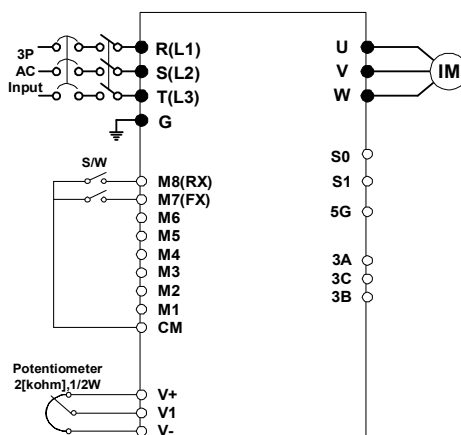 3P
AC
Input
R(L1)
S(L2)
T(L3)
G
U
V
W
IM
S/W
M8(RX)
M7(FX)
M6
M5
M4
M3
M2
M1
CM
S0
S1
5G
3A
3C
3B
Potentiometer
2[kohm],1/2W
V+
V1
V-